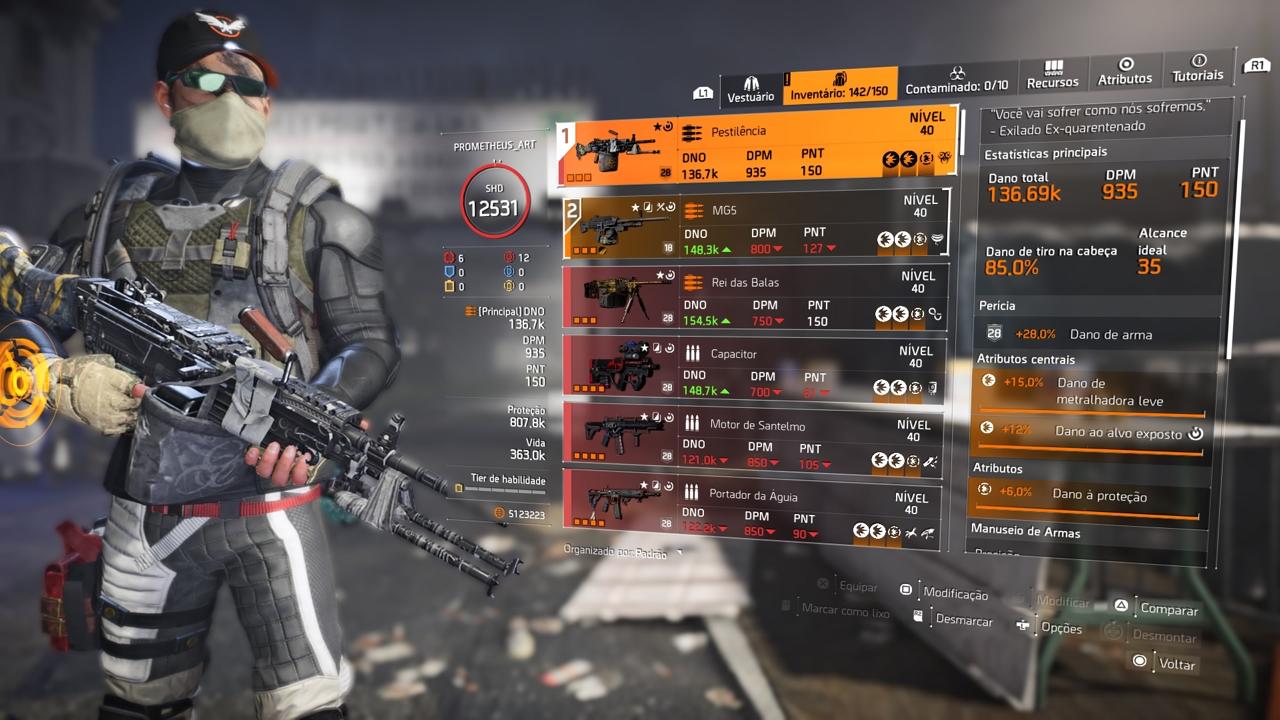 PROMETHEUS_ART
SHD
12531
6
12
0
0
0
0
[Principal] DNO
136,7k
DPM
935
PNT
150
Proteção
807.8k
Vida
363.0k
Tier de habilidade
5123223
L1
Vestuário
Inventário: 142/150
Contaminado: 0/10
Recursos
Atributos
Tutoriais
R1
1
28
Pestilência
NÍVEL
40
DNO
DPM
PNT
136.7k
935
150
2
18
MG5
NÍVEL
40
DNO
DPM
PNT
148.3k
800
127
28
Rei das Balas
NÍVEL
40
DNO
DPM
PNT
154.5k
750
150
28
Capacitor
NÍVEL
40
DNO
DPM
PNT
148.7k
700
28
Motor de Santelmo
NÍVEL
40
DNO
DPM
PNT
121.0k
850
105
28
Portador da Águia
NÍVEL
40
DNO
DPM
PNT
850
90
Organizado por: Padrão
"Você vai sofrer como nós sofremos,"
- Exilado Ex-quarentenado
Estatísticas principais
Dano total
DPM
PNT
136.69k
935
150
Dano de tiro na cabeça
Alcance ideal
85.0%
35
Perícia
28
+28,0%
Dano de arma
Atributos centrais
+15,0%
Dano de metralhadora leve
+12%
Dano ao alvo exposto
Atributos
+6,0%
Dano à proteção
Manuseio de Armas
Precisão
Equipar
Modificação
Modificar
Comparar
Marcar como lixo
Desmarcar
Opções
Desmontar
Voltar